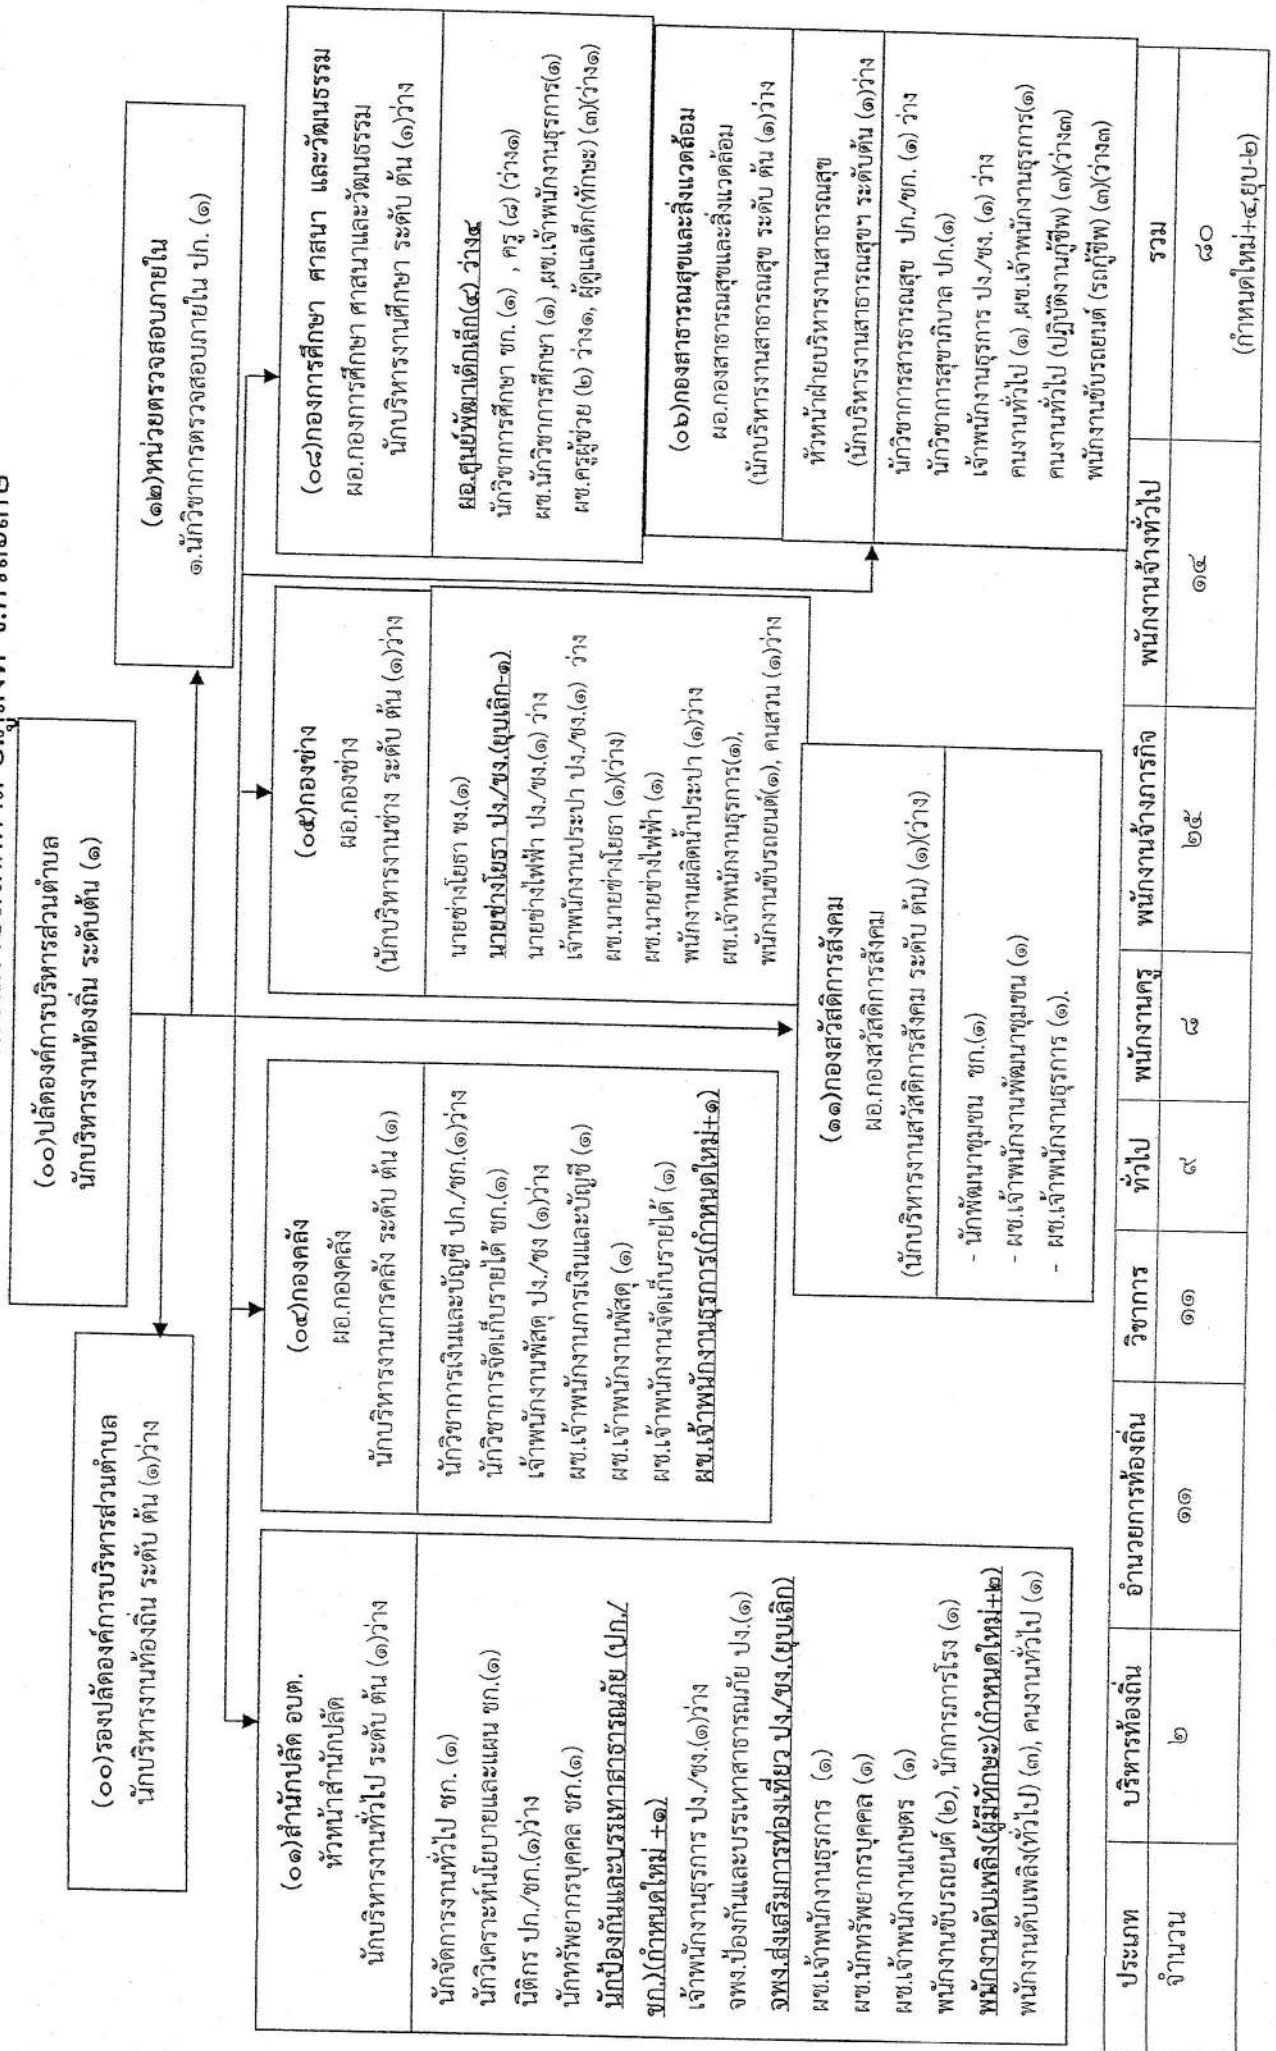 (๐๐)ปลัดองค์การบริหารส่วนตำบล
นักบริหารงานท้องถิ่น ระดับต้น (๑)
(๐๐)รองปลัดองค์การบริหารส่วนตำบล
นักบริหารงานท้องถิ่น ระดับ ต้น (๑)ว่าง
(๑๒)หน่วยตรวจสอบภายใน
๑.นักวิชาการตรวจสอบภายใน ปก. (๑)
(๐๑)สำนักปลัด อบต.
หัวหน้าสำนักปลัด
นักบริหารงานทั่วไป ระดับ ต้น (๑)ว่าง
นักจัดการงานทั่วไป ชก. (๑)
นักวิเคราะห์นโยบายและแผน ชก.(๑)
นิติกร ปก./ชก.(๑)ว่าง
นักทรัพยากรบุคคล ชก.(๑)
นักป้องกันและบรรเทาสาธารณภัย (ปก./
ชก.)(กำหนดใหม่ +๑)
เจ้าพนักงานธุรการ ปง./ชง.(๑)ว่าง
จพง.ป้องกันและบรรเทาสาธารณภัย ปง.(๑)
จพง.ส่งเสริมการท่องเที่ยว ปง./ชง.(ยุบเลิก)
ผช.เจ้าพนักงานธุรการ (๑)
ผช.นักทรัพยากรบุคคล (๑)
ผช.เจ้าพนักงานเกษตร (๑)
พนักงานขับรถยนต์ (๒), นักการภารโรง (๑)
พนักงานดับเพลิง(ผู้มีทักษะ)(กำหนดใหม่+๒)
พนักงานดับเพลิง(ทั่วไป) (๓), คนงานทั่วไป (๑)
(๐๔)กองคลัง
ผอ.กองคลัง
นักบริหารงานการคลัง ระดับ ต้น (๑)
นักวิชาการเงินและบัญชี ปก./ชก.(๑)ว่าง
นักวิชาการจัดเก็บรายได้ ชก.(๑)
เจ้าพนักงานพัสดุ ปง./ชง (๑)ว่าง
ผช.เจ้าพนักงานการเงินและบัญชี (๑)
ผช.เจ้าพนักงานพัสดุ (๑)
ผช.เจ้าพนักงานจัดเก็บรายได้ (๑)
ผช.เจ้าพนักงานธุรการ(กำหนดใหม่+๑)
(๐๕)กองช่าง
ผอ.กองช่าง
(นักบริหารงานช่าง ระดับ ต้น (๑)ว่าง
นายช่างโยธา ชง.(๑)
นายช่างโยธา ปง./ชง.(ยุบเลิก-๑)
นายช่างไฟฟ้า ปง./ชง.(๑) ว่าง
เจ้าพนักงานประปา ปง./ชง.(๑) ว่าง
ผช.นายช่างโยธา (๑)(ว่าง)
ผช.นายช่างไฟฟ้า (๑)
พนักงานผลิตน้ำประปา (๑)ว่าง
ผช.เจ้าพนักงานธุรการ(๑),
พนักงานขับรถยนต์(๑), คนสวน (๑)ว่าง
(๐๘)กองการศึกษา ศาสนา และวัฒนธรรม
ผอ.กองการศึกษา ศาสนาและวัฒนธรรม
นักบริหารงานศึกษา ระดับ ต้น (๑)ว่าง
ผอ.ศูนย์พัฒาเด็กเล็ก(๔) ว่าง๔
นักวิชาการศึกษา ชก. (๑) , ครู (๘) (ว่าง๑)
ผช.นักวิชาการศึกษา (๑) ,ผช.เจ้าพนักงานธุรการ(๑)
ผช.ครูผู้ช่วย (๒) ว่าง๑, ผู้ดูแลเด็ก(ทักษะ) (๓)(ว่าง๑)
(๑๑)กองสวัสดิการสังคม
ผอ.กองสวัสดิการสังคม
(นักบริหารงานสวัสดิการสังคม ระดับ ต้น) (๑)(ว่าง)
- นักพัฒนาชุมชน ชก.(๑)
- ผช.เจ้าพนักงานพัฒนาชุมชน (๑)
- ผช.เจ้าพนักงานธุรการ (๑).
(๐๖)กองสาธารณสุขและสิ่งแวดล้อม
ผอ.กองสาธารณสุขและสิ่งแวดล้อม
(นักบริหารงานสาธารณสุข ระดับ ต้น (๑)ว่าง
หัวหน้าฝ่ายบริหารงานสาธารณสุข
(นักบริหารงานสาธารณสุขฯ ระดับต้น (๑)ว่าง
นักวิชาการสารธารณสุข ปก./ชก. (๑) ว่าง
นักวิชาการสุขาภิบาล ปก.(๑)
เจ้าพนักงานธุรการ ปง./ชง. (๑) ว่าง
คนงานทั่วไป (๑) ,ผช.เจ้าพนักงานธุรการ(๑)
คนงานทั่วไป (ปฏิบัติงานกู้ชีพ) (๓)(ว่าง๓)
พนักงานขับรถยนต์ (รถกู้ชีพ) (๓)(ว่าง๓)
ประเภท บริหารท้องถิ่น อำนวยการท้องถิ่น วิชาการ ทั่วไป พนักงานครู พนักงานจ้างภารกิจ พนักงานจ้างทั่วไป รวม
จำนวน ๒ ๑๑ ๑๑ ๙ ๘ ๒๕ ๑๔ ๘๐
(กำหนดใหม่+๔,ยุบ-๒)